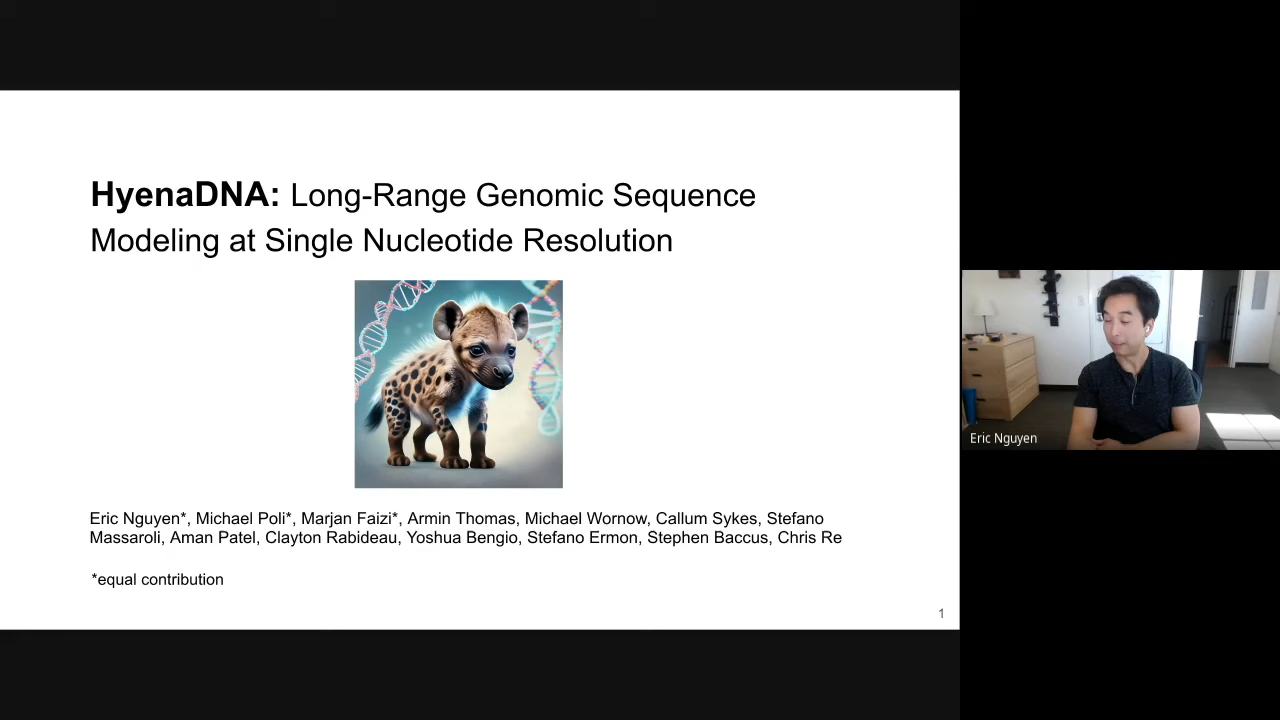 HyenaDNA: Long-Range Genomic Sequence
Modeling at Single Nucleotide Resolution
Eric Nguyen*, Michael Poli*, Marjan Faizi*, Armin Thomas, Michael Wornow, Callum Sykes, Stefano
Massaroli, Aman Patel, Clayton Rabideau, Yoshua Bengio, Stefano Ermon, Stephen Baccus, Chris Re
*equal contribution
1
Eric Nguyen